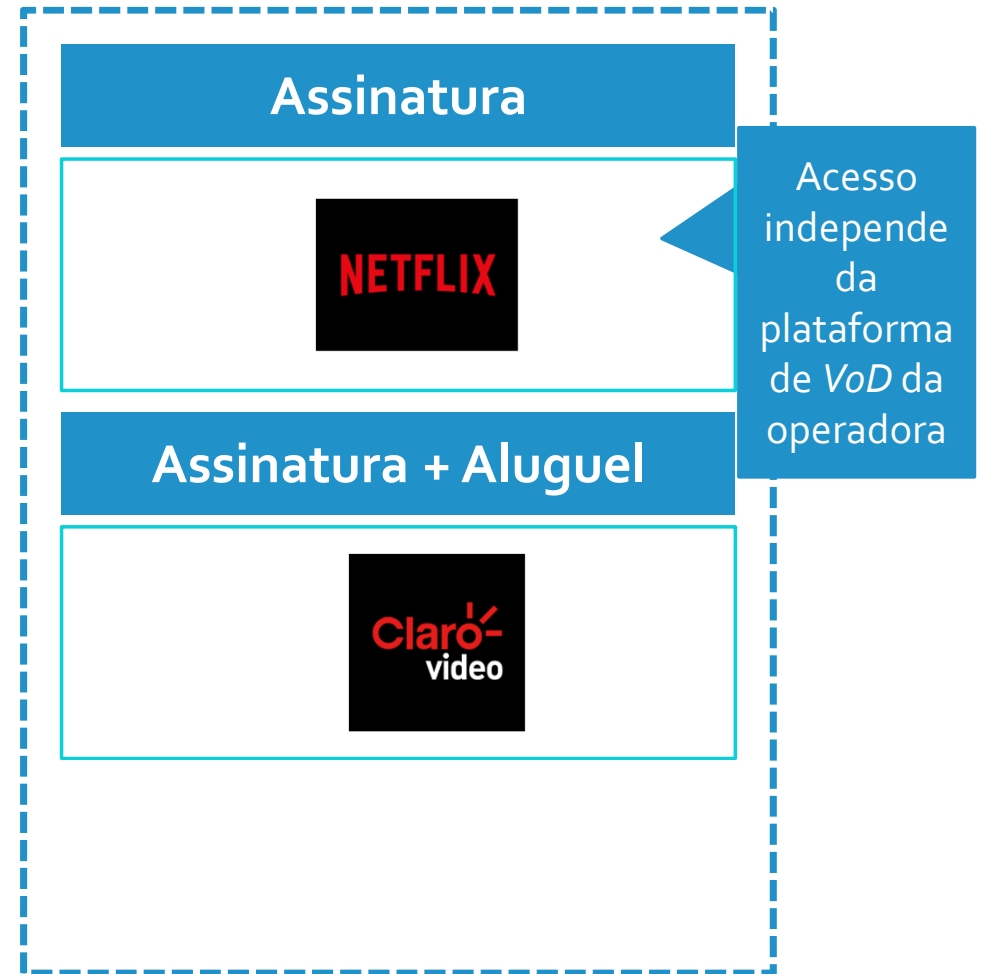 Assinatura
NETFLIX
Acesso
independe
da
plataforma
de VoD da
operadora
Assinatura + Aluguel
Claro
video